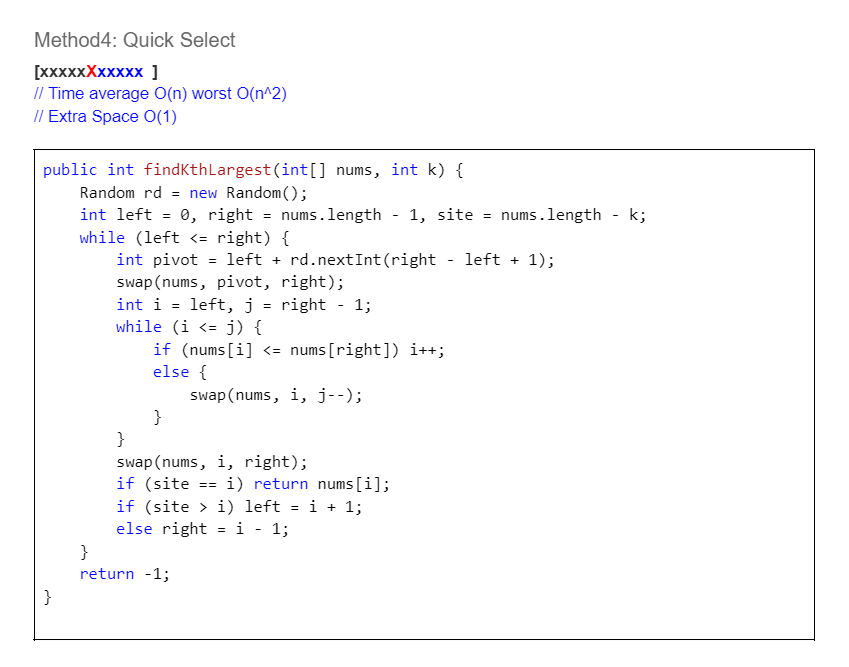 Method4: Quick Select
[xxxxxXxxxxx ]
// Time average O(n) worst O(n^2)
// Extra Space O(1)
public int findKthLargest(int[] nums, int k) {
    Random rd = new Random();
    int left = 0, right = nums.length - 1, site = nums.length - k;
    while (left <= right) {
        int pivot = left + rd.nextInt(right - left + 1);
        swap(nums, pivot, right);
        int i = left, j = right - 1;
        while (i <= j) {
            if (nums[i] <= nums[right]) i++;
            else {
                swap(nums, i, j--);
            }
        }
        swap(nums, i, right);
        if (site == i) return nums[i];
        if (site > i) left = i + 1;
        else right = i - 1;
    }
    return -1;
}